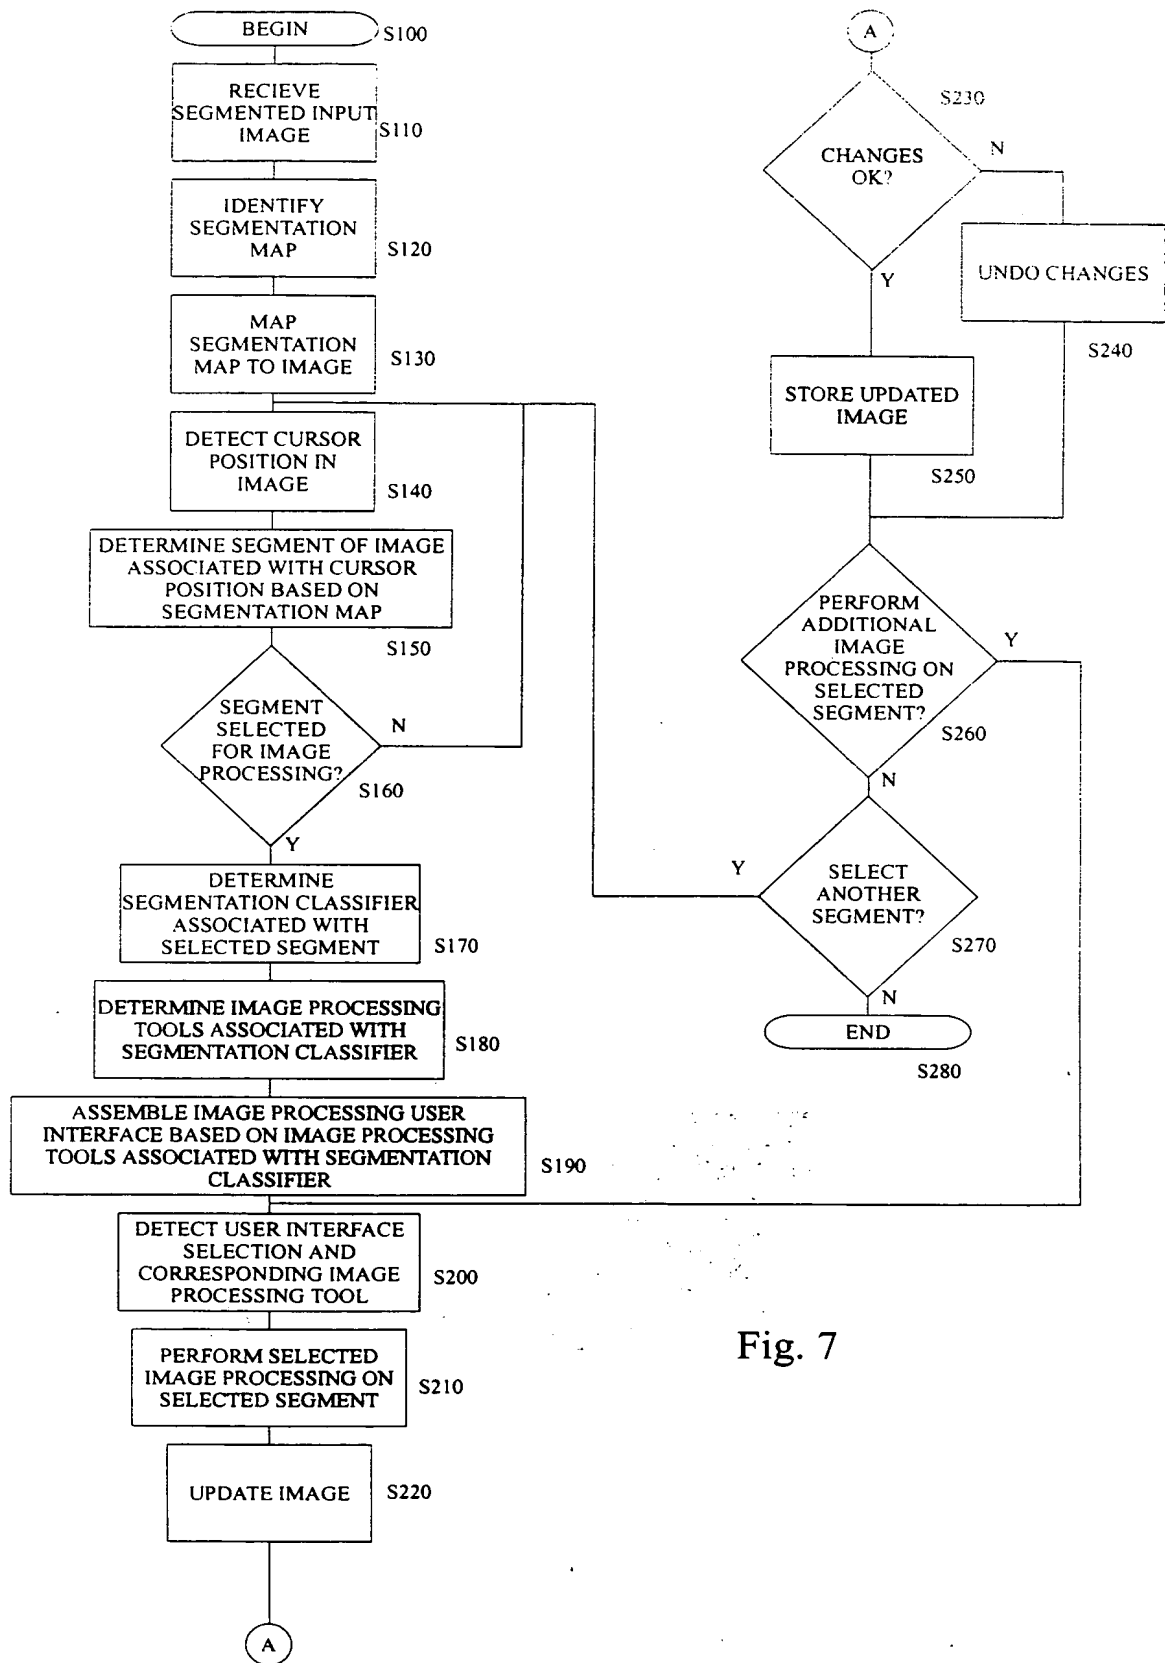 BEGIN
S100
RECIEVE
SEGMENTED INPUT
IMAGE
S110
IDENTIFY
SEGMENTATION
MAP
S120
MAP
SEGMENTATION
MAP TO IMAGE
S130
DETECT CURSOR
POSITION IN
IMAGE
S140
DETERMINE SEGMENT OF IMAGE
ASSOCIATED WITH CURSOR
POSITION BASED ON
SEGMENTATION MAP
S150
SEGMENT
SELECTED
FOR IMAGE
PROCESSING?
N
S160
Y
DETERMINE
SEGMENTATION CLASSIFIER
ASSOCIATED WITH
SELECTED SEGMENT
S170
DETERMINE IMAGE PROCESSING
TOOLS ASSOCIATED WITH
SEGMENTATION CLASSIFIER
S180
ASSEMBLE IMAGE PROCESSING USER
INTERFACE BASED ON IMAGE PROCESSING
TOOLS ASSOCIATED WITH SEGMENTATION
CLASSIFIER
S190
DETECT USER INTERFACE
SELECTION AND
CORRESPONDING IMAGE
PROCESSING TOOL
S200
PERFORM SELECTED
IMAGE PROCESSING ON
SELECTED SEGMENT
S210
UPDATE IMAGE
S220
A
A
S230
CHANGES
OK?
N
Y
UNDO CHANGES
S240
STORE UPDATED
IMAGE
S250
PERFORM
ADDITIONAL
IMAGE
PROCESSING ON
SELECTED
SEGMENT?
Y
S260
N
SELECT
ANOTHER
SEGMENT?
Y
S270
N
END
S280
Fig. 7